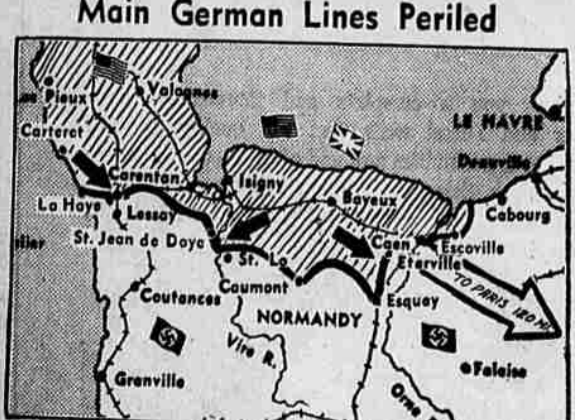 Main German Lines Periled
Pieux
Valognes
LE HAVRE
Carteret
Deauville
Carentan
Isigny
La Haye
Bayeux
Cabourg
Lessay
St. Jean de Daye
Caen
Escoville
St. Lo
Eterville
Caumont
Esquay
TO PARIS 120 MI.
Coutances
NORMANDY
Vire R.
Falaise
Granville
Orne